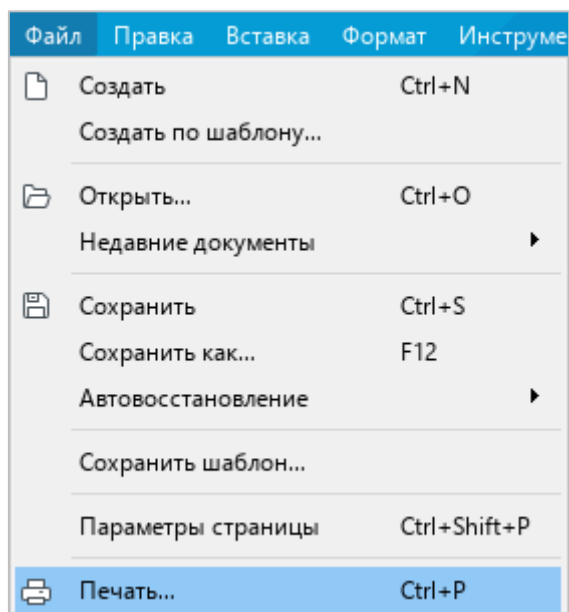 Файл Правка Вставка Формат Инструме
Создать Ctrl+N
Создать по шаблону...
Открыть... Ctrl+O
Недавние документы
Сохранить Ctrl+S
Сохранить как... F12
Автовосстановление
Сохранить шаблон...
Параметры страницы Ctrl+Shift+P
Печать... Ctrl+P